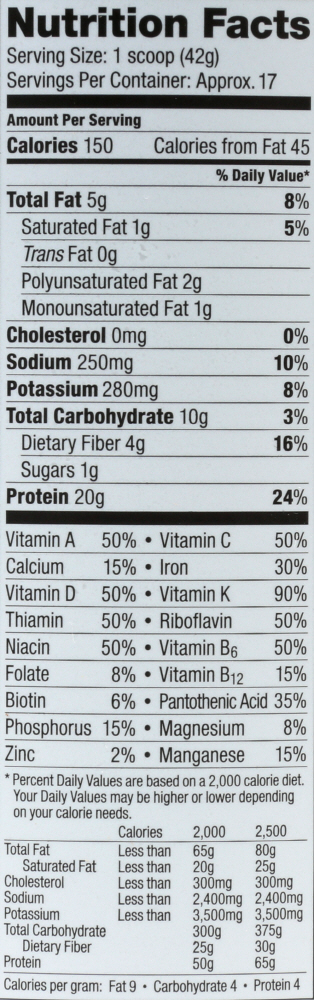 Nutrition Facts
Serving Size: 1 scoop (42g)
Servings Per Container: Approx. 17
Amount Per Serving
Calories 150 Calories from Fat 45
% Daily Value*
Total Fat 5g 8%
Saturated Fat 1g 5%
Trans Fat 0g
Polyunsaturated Fat 2g
Monounsaturated Fat 1g
Cholesterol 0mg 0%
Sodium 250mg 10%
Potassium 280mg 8%
Total Carbohydrate 10g 3%
Dietary Fiber 4g 16%
Sugars 1g
Protein 20g 24%
Vitamin A 50% • Vitamin C 50%
Calcium 15% • Iron 30%
Vitamin D 50% • Vitamin K 90%
Thiamin 50% • Riboflavin 50%
Niacin 50% • Vitamin B6 50%
Folate 8% • Vitamin B12 15%
Biotin 6% • Pantothenic Acid 35%
Phosphorus 15% • Magnesium 8%
Zinc 2% • Manganese 15%
* Percent Daily Values are based on a 2,000 calorie diet.
Your Daily Values may be higher or lower depending
on your calorie needs.
Calories 2,000 2,500
Total Fat Less than 65g 80g
Saturated Fat Less than 20g 25g
Cholesterol Less than 300mg 300mg
Sodium Less than 2,400mg 2,400mg
Potassium Less than 3,500mg 3,500mg
Total Carbohydrate 300g 375g
Dietary Fiber 25g 30g
Protein 50g 65g
Calories per gram: Fat 9 • Carbohydrate 4 • Protein 4